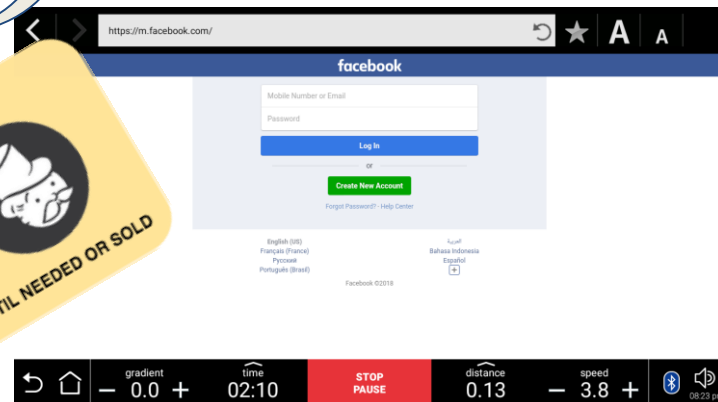 https://m.facebook.com/
A A
facebook
Mobile Number or Email
Password
Log In
or
Create New Account
Forgot Password? · Help Center
English (US)
العربية
Français (France)
Bahasa Indonesia
Русский
Español
Português (Brasil)
Facebook ©2018
TIL NEEDED OR SOLD
gradient
time
STOP
distance
speed
− 0.0 +
02:10
PAUSE
0.13
− 3.8 +
08:23 p